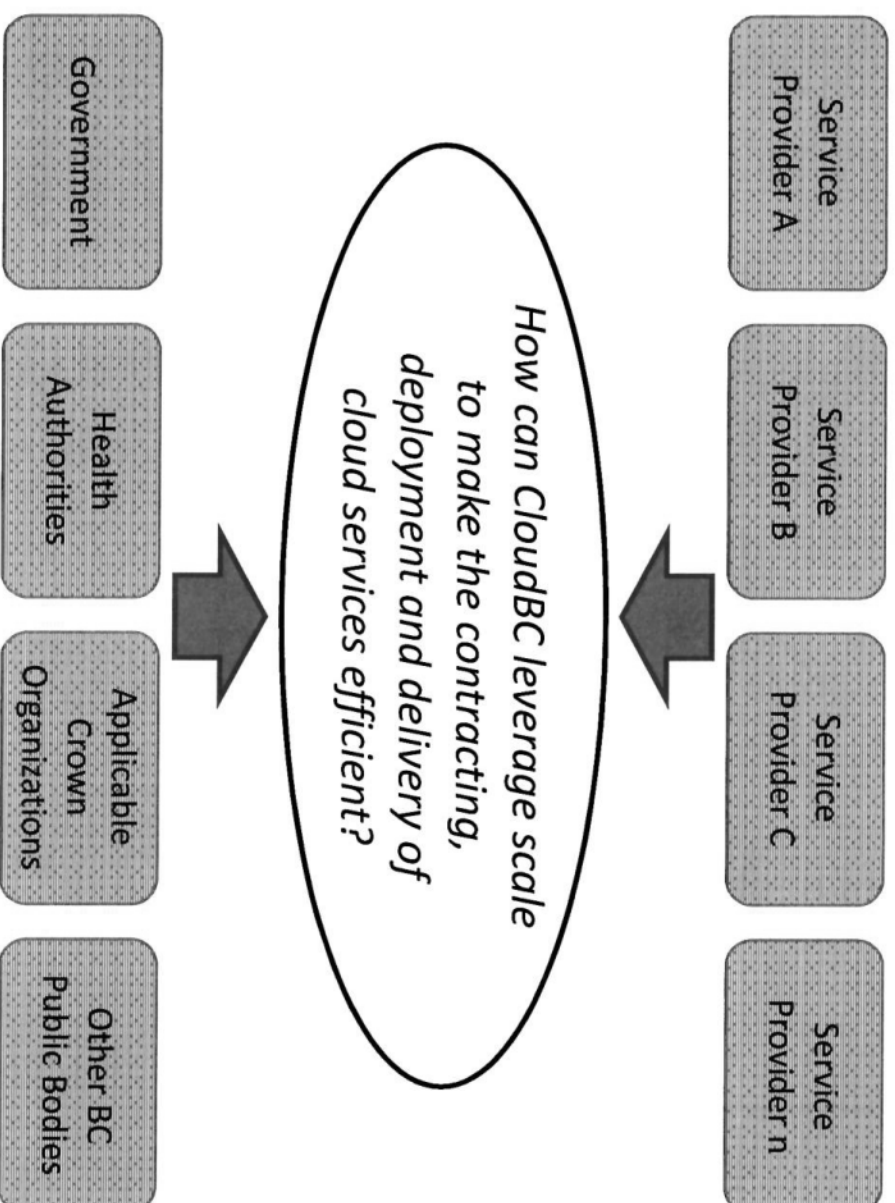 Service
Provider A
Service
Provider B
Service
Provider C
Service
Provider n
How can CloudBC leverage scale
to make the contracting,
deployment and delivery of
cloud services efficient?
Government
Health
Authorities
Applicable
Crown
Organizations
Other BC
Public Bodies